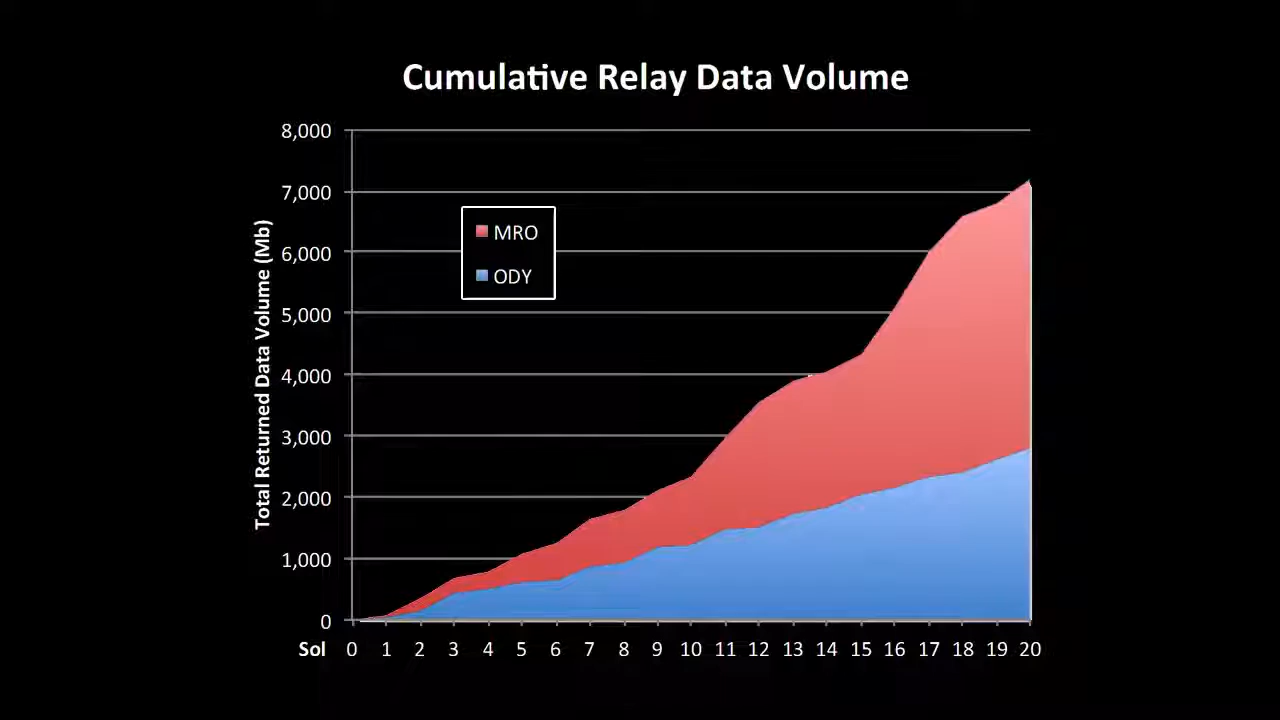 Cumulative Relay Data Volume
Total Returned Data Volume (Mb)
8,000
7,000
6,000
5,000
4,000
3,000
2,000
1,000
0
MRO
ODY
Sol 0 1 2 3 4 5 6 7 8 9 10 11 12 13 14 15 16 17 18 19 20